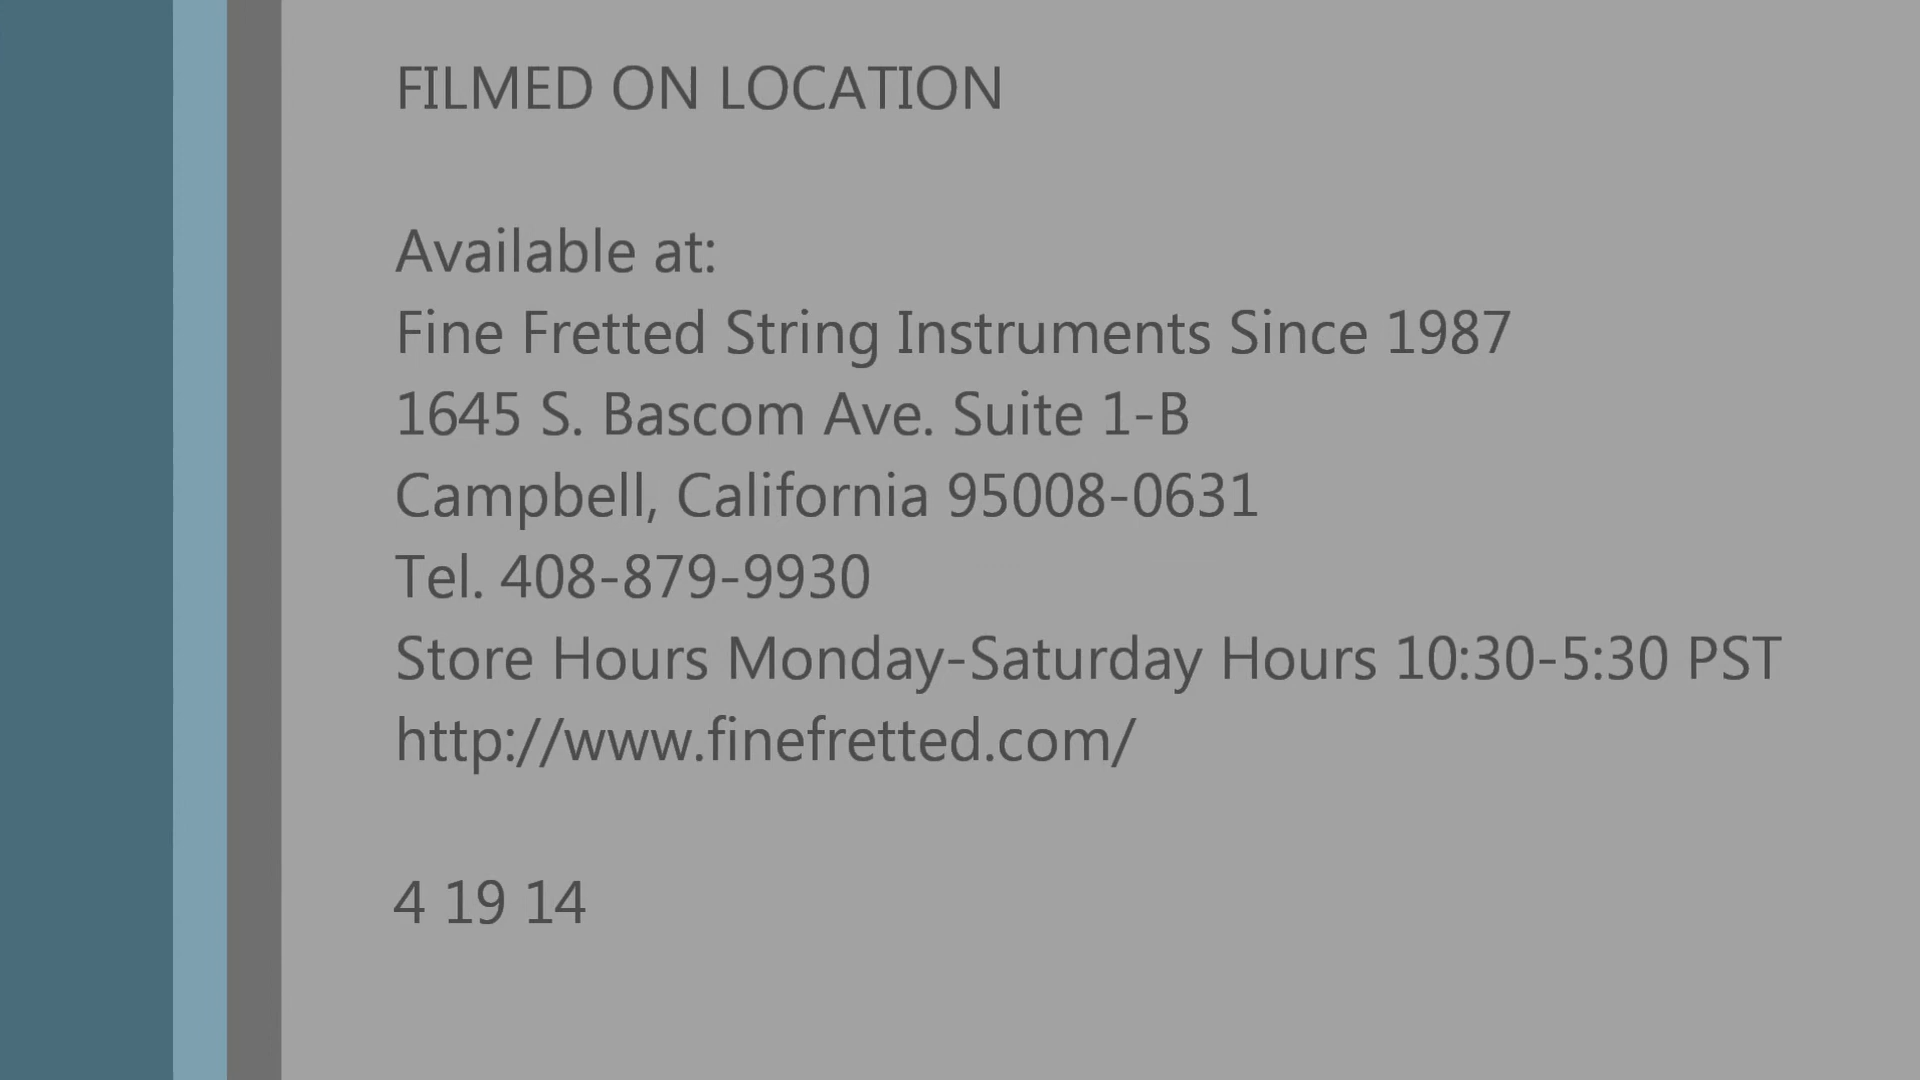 FILMED ON LOCATION
Available at:
Fine Fretted String Instruments Since 1987
1645 S. Bascom Ave. Suite 1-B
Campbell, California 95008-0631
Tel. 408-879-9930
Store Hours Monday-Saturday Hours 10:30-5:30 PST
http://www.finefretted.com/
4 19 14